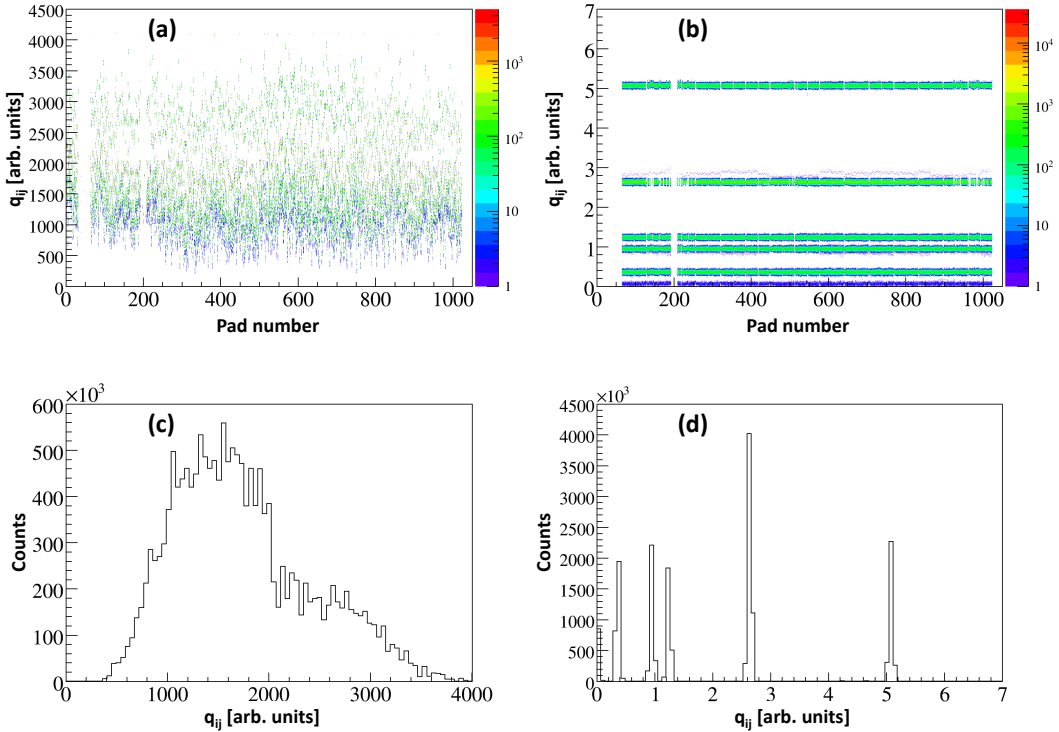 (a)
q_ij [arb. units]
4500
4000
3500
3000
2500
2000
1500
1000
500
0
0 200 400 600 800 1000
Pad number
10³
10²
10
1
(b)
q_ij [arb. units]
7
6
5
4
3
2
1
0
0 200 400 600 800 1000
Pad number
10⁴
10³
10²
10
1
(c)
×10³
Counts
600
500
400
300
200
100
0
0 1000 2000 3000 4000
q_ij [arb. units]
(d)
×10³
Counts
4500
4000
3500
3000
2500
2000
1500
1000
500
0
0 1 2 3 4 5 6 7
q_ij [arb. units]